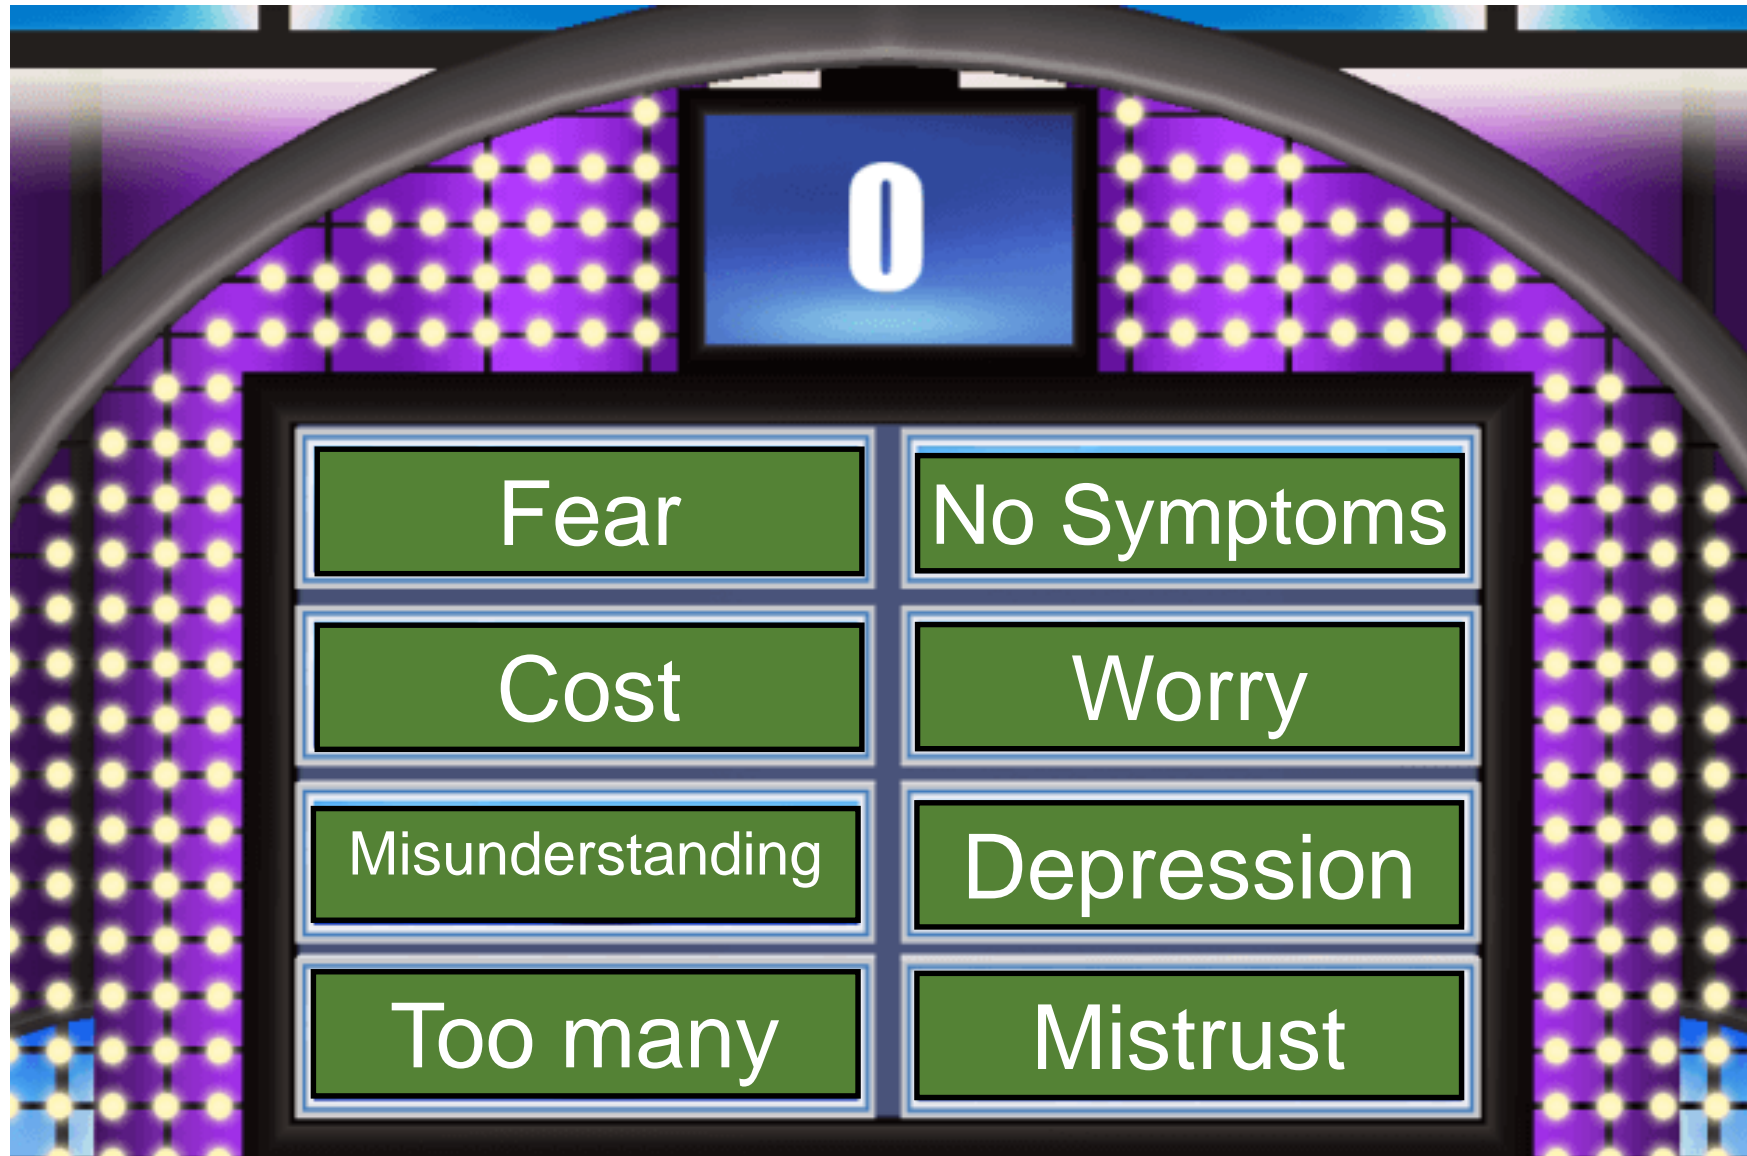 0
Fear
No Symptoms
Cost
Worry
Misunderstanding
Depression
Too many
Mistrust